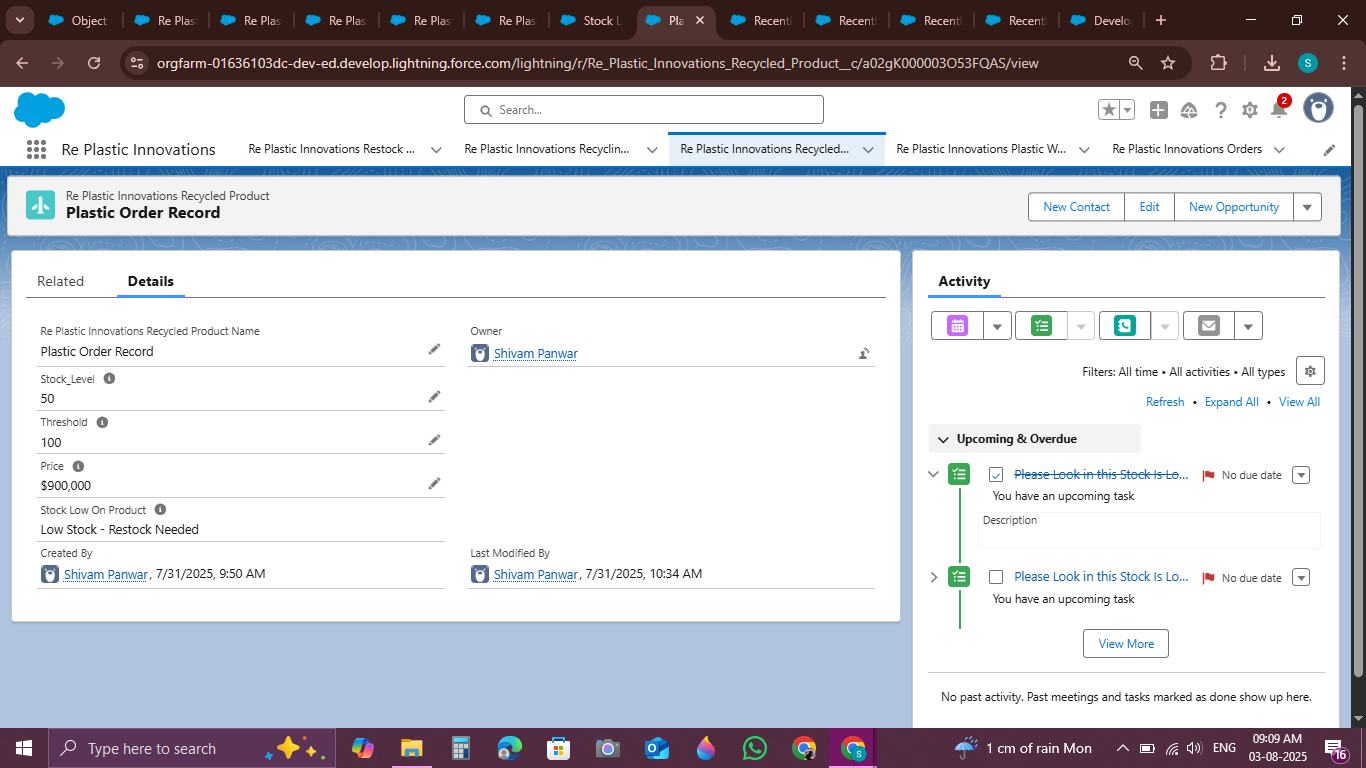 Object
Re Plast
Re Plas
Re Plas
Re Plas
Re Plas
Stock L
Pla
Recent
Recent
Recent
Recent
Develo
orgfarm-01636103dc-dev-ed.develop.lightning.force.com/lightning/r/Re_Plastic_Innovations_Recycled_Product__c/a02gK000003O53FQAS/view
S
Search...
2
Re Plastic Innovations
Re Plastic Innovations Restock ...
Re Plastic Innovations Recyclin...
Re Plastic Innovations Recycled...
Re Plastic Innovations Plastic W...
Re Plastic Innovations Orders
Re Plastic Innovations Recycled Product
Plastic Order Record
New Contact
Edit
New Opportunity
Related
Details
Re Plastic Innovations Recycled Product Name
Plastic Order Record
Owner
Shivam Panwar
Stock_Level
50
Threshold
100
Price
$900,000
Stock Low On Product
Low Stock - Restock Needed
Created By
Shivam Panwar, 7/31/2025, 9:50 AM
Last Modified By
Shivam Panwar, 7/31/2025, 10:34 AM
Activity
Filters: All time • All activities • All types
Refresh • Expand All • View All
Upcoming & Overdue
Please Look in this Stock Is Lo... No due date
You have an upcoming task
Description
Please Look in this Stock Is Lo... No due date
You have an upcoming task
View More
No past activity. Past meetings and tasks marked as done show up here.
Type here to search
S
1 cm of rain Mon
ENG
09:09 AM
03-08-2025
16